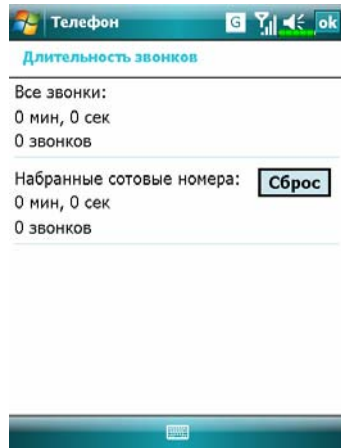 Телефон G ok
Длительность звонков
Все звонки:
0 мин, 0 сек
0 звонков
Набранные сотовые номера: Сброс
0 мин, 0 сек
0 звонков